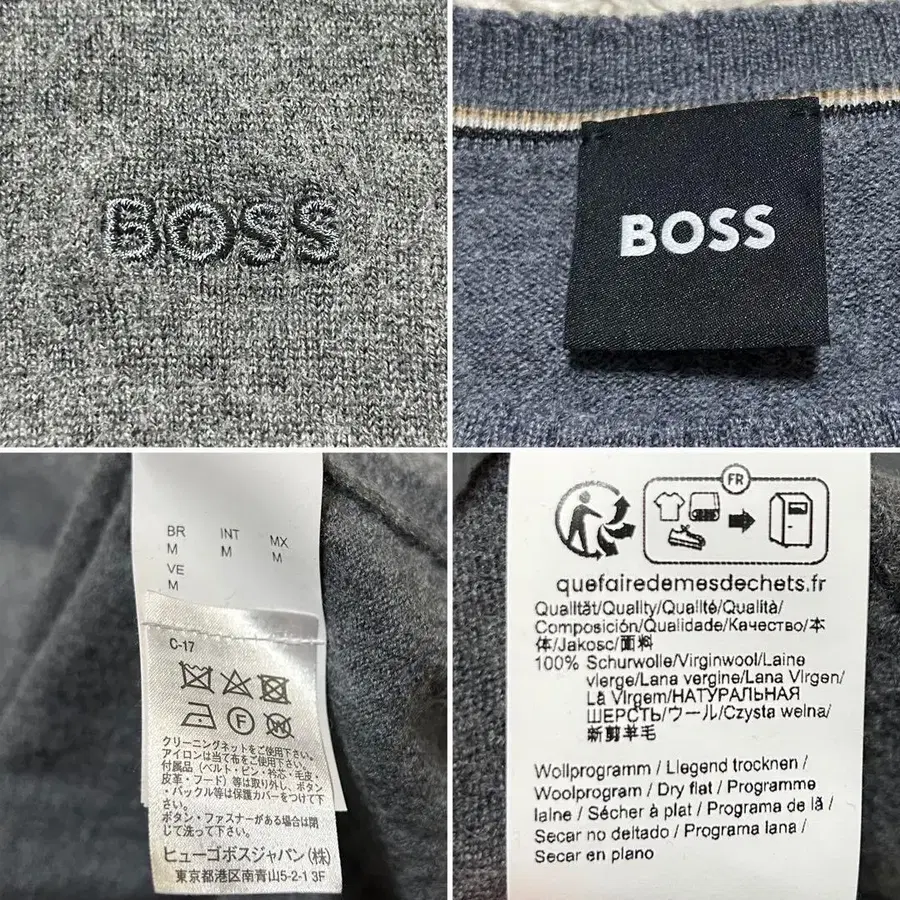 BOSS
BOSS
BR
M
INT
M
MX
M
VE
M
C-17
F
クリーニングネットをご使用下さい。
アイロンは当て布をご使用下さい。
付属品(ベルト・ピン・衿芯・毛皮・
皮革・フード)等は取り外し、ボタン
・バックル等は保護カバーをつけて下
さい。
ボタン・ファスナーがある場合は閉
じて洗って下さい。
ヒューゴボスジャパン(株)
東京都港区南青山5-2-1 3F
FR
quefairedemesdechets.fr
Qualität/Quality/Qualité/Qualità/
Composición/Qualidade/Качество/本
体/Jakosc/面料
100% Schurwolle/Virginwool/Laine
vierge/Lana vergine/Lana Virgen/
Lã Virgem/НАТУРАЛЬНАЯ
ШЕРСТЬ/ウール/Czysta welna/
新剪羊毛
Wollprogramm / Liegend trocknen /
Woolprogram / Dry flat / Programme
laine / Sécher à plat / Programa de lã /
Secar no deltado / Programa lana /
Secar en plano